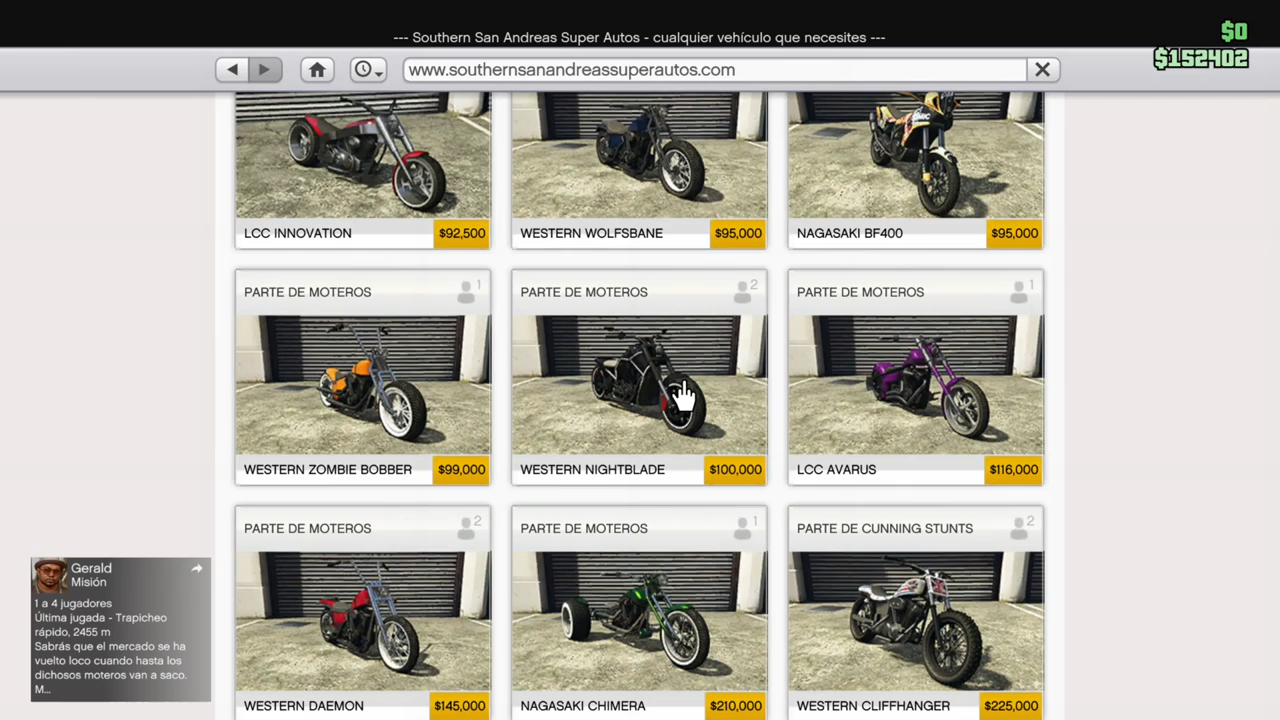 --- Southern San Andreas Super Autos - cualquier vehículo que necesites ---
$0
$152402
www.southernsanandreassuperautos.com
LCC INNOVATION
$92,500
WESTERN WOLFSBANE
$95,000
NAGASAKI BF400
$95,000
PARTE DE MOTEROS
1
PARTE DE MOTEROS
2
PARTE DE MOTEROS
1
WESTERN ZOMBIE BOBBER
$99,000
WESTERN NIGHTBLADE
$100,000
LCC AVARUS
$116,000
PARTE DE MOTEROS
2
PARTE DE MOTEROS
1
PARTE DE CUNNING STUNTS
2
WESTERN DAEMON
$145,000
NAGASAKI CHIMERA
$210,000
WESTERN CLIFFHANGER
$225,000
Gerald
Misión
1 a 4 jugadores
Última jugada - Trapicheo
rápido, 2455 m
Sabrás que el mercado se ha
vuelto loco cuando hasta los
dichosos moteros van a saco.
M...